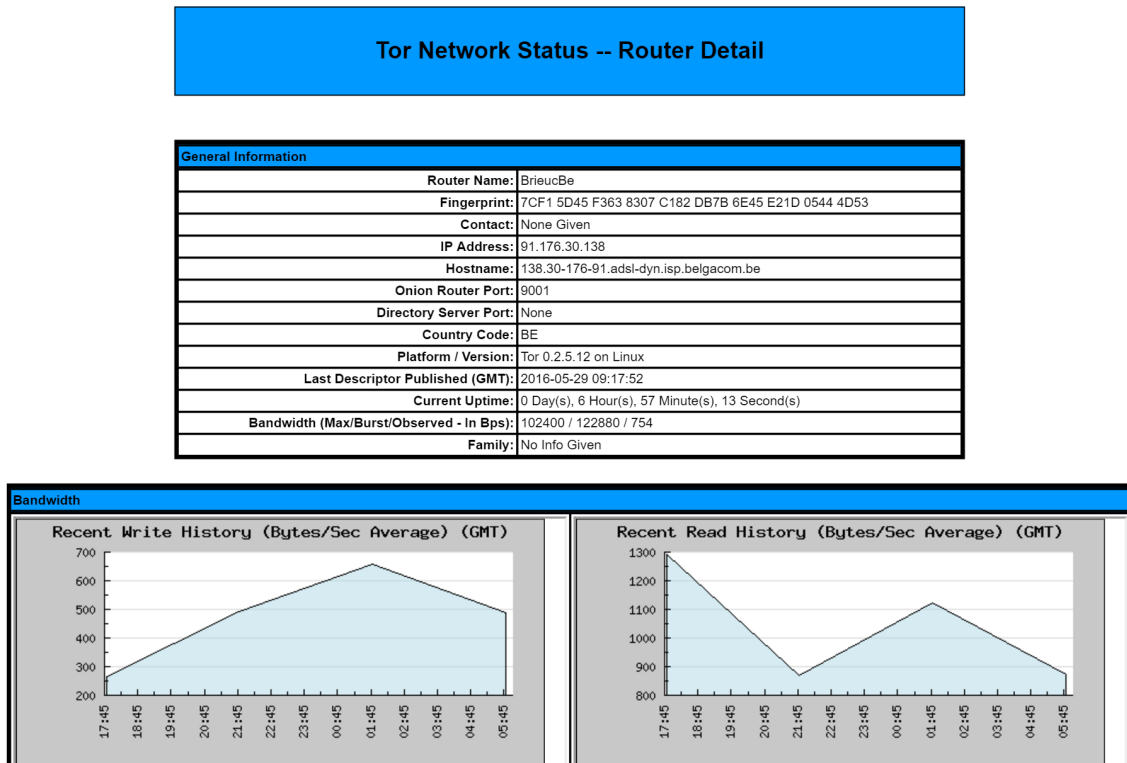 Tor Network Status -- Router Detail
General Information
Router Name: BrieucBe
Fingerprint: 7CF1 5D45 F363 8307 C182 DB7B 6E45 E21D 0544 4D53
Contact: None Given
IP Address: 91.176.30.138
Hostname: 138.30-176-91.adsl-dyn.isp.belgacom.be
Onion Router Port: 9001
Directory Server Port: None
Country Code: BE
Platform / Version: Tor 0.2.5.12 on Linux
Last Descriptor Published (GMT): 2016-05-29 09:17:52
Current Uptime: 0 Day(s), 6 Hour(s), 57 Minute(s), 13 Second(s)
Bandwidth (Max/Burst/Observed - In Bps): 102400 / 122880 / 754
Family: No Info Given
Bandwidth
Recent Write History (Bytes/Sec Average) (GMT)
700
600
500
400
300
200
17:45 18:45 19:45 20:45 21:45 22:45 23:45 00:45 01:45 02:45 03:45 04:45 05:45
Recent Read History (Bytes/Sec Average) (GMT)
1300
1200
1100
1000
900
800
17:45 18:45 19:45 20:45 21:45 22:45 23:45 00:45 01:45 02:45 03:45 04:45 05:45